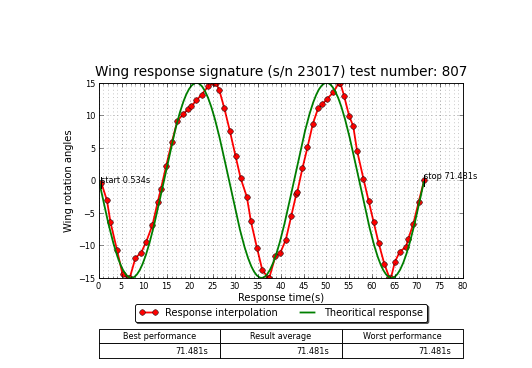 Wing response signature (s/n 23017) test number: 807
Wing rotation angles
15
10
5
0
−5
−10
−15
start 0.534s
stop 71.481s
0 5 10 15 20 25 30 35 40 45 50 55 60 65 70 75 80
Response time(s)
Response interpolation Theoritical response
Best performance Result average Worst performance
71.481s 71.481s 71.481s